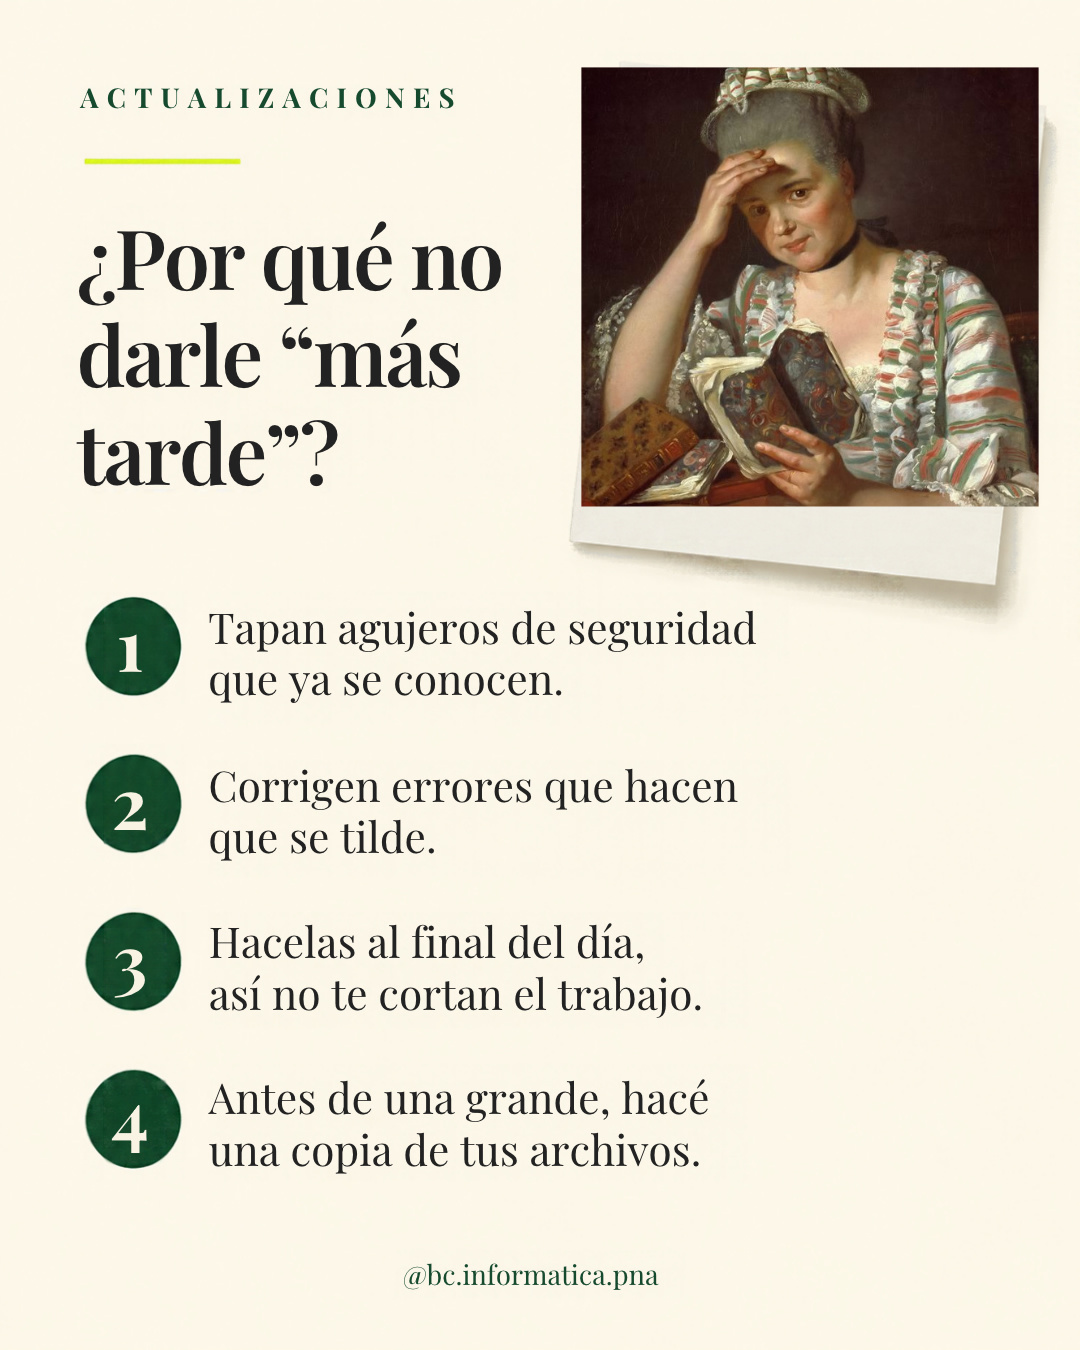 ACTUALIZACIONES
¿Por qué no
darle “más
tarde”?
1
Tapan agujeros de seguridad
que ya se conocen.
2
Corrigen errores que hacen
que se tilde.
3
Hacelas al final del día,
así no te cortan el trabajo.
4
Antes de una grande, hacé
una copia de tus archivos.
@bc.informatica.pna